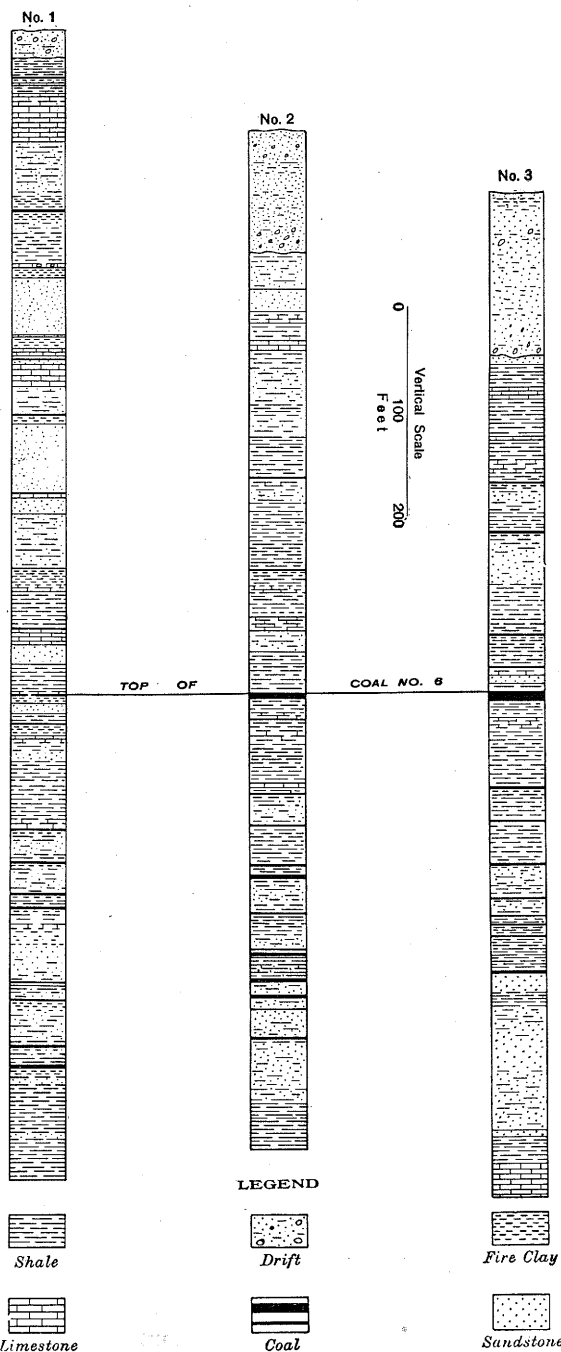 No. 1
No. 2
No. 3
0
100
200
Vertical Scale
Feet
TOP OF
COAL NO. 6
LEGEND
Shale
Drift
Fire Clay
Limestone
Coal
Sandstone